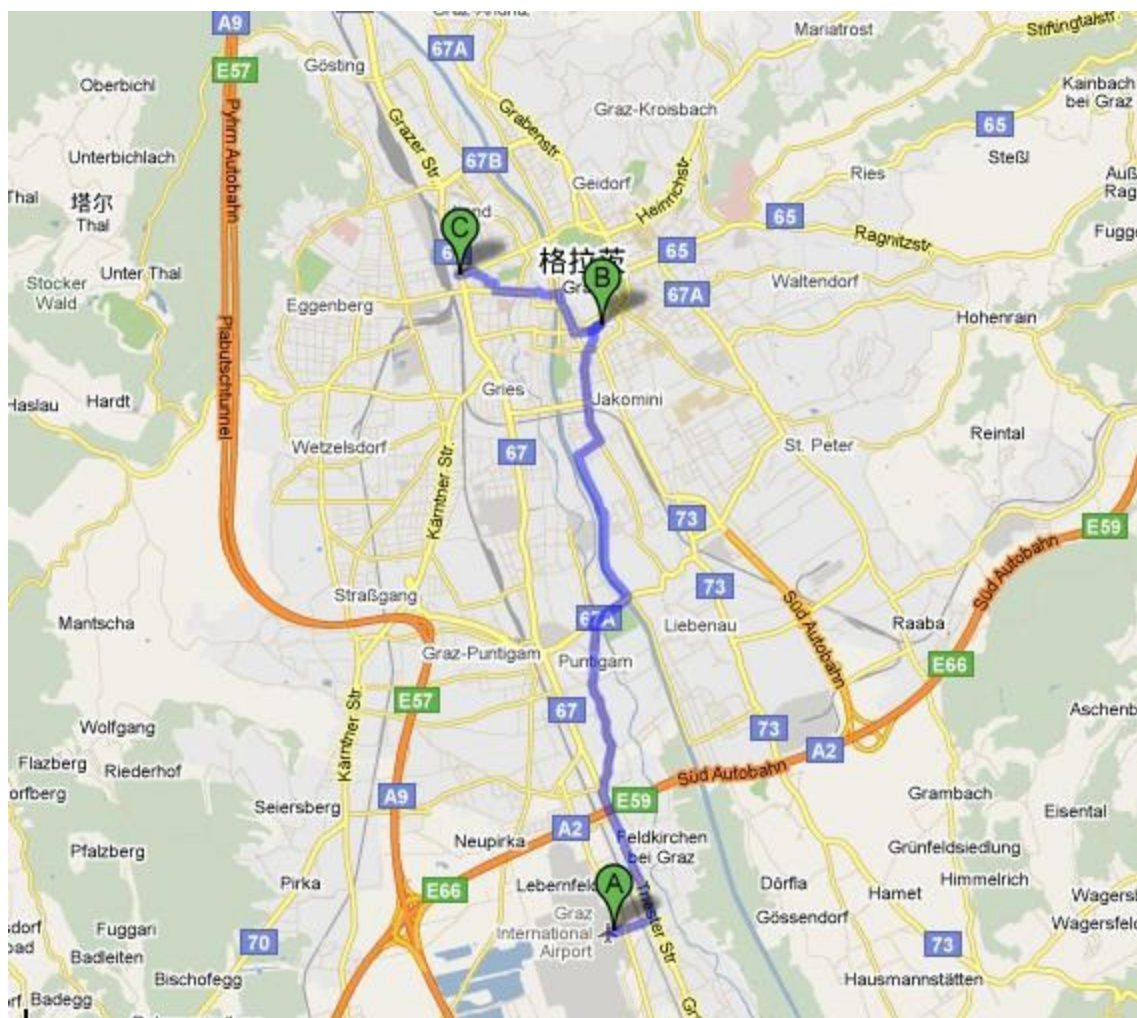 A9
E57
67A
Mariatrost
Stiftingtalstr.
Gösting
Oberbichl
Pyhrn Autobahn
Grazer Str
Grabenstr.
Graz-Kroisbach
Kainbach
bei Graz
65
Unterbichlach
67B
Steßl
Thal
塔尔
Thal
Geidorf
Heinrichstr.
Ries
65
C
65
Ragnitzstr
Unter Thal
格拉茨
B
67A
Waltendorf
Stocker
Wald
Eggenberg
Hohenrain
Plabutschtunnel
Haslau
Hardt
Gries
Jakomini
Wetzelsdorf
67
St. Peter
Reintal
Kärntner Str.
73
E59
Süd Autobahn
Straßgang
73
Süd Autobahn
Mantscha
67A
Liebenau
Raaba
Graz-Puntigam
Puntigam
E66
E57
67
Kärntner Str.
Wolfgang
73
A2
Flazberg
Riederhof
Süd Autobahn
A9
E59
Seiersberg
Grambach
Eisental
Neupirka
A2
Feldkirchen
bei Graz
Pfalzberg
Grünfeldsiedlung
Pirka
E66
Lebernfeld
A
Dörfla
Hamet
Himmelrich
Graz
International
Airport
Triester Str
Gössendorf
Wagersfeld
Fuggari
70
Badleiten
73
Bischofegg
Hausmannstätten
Badegg